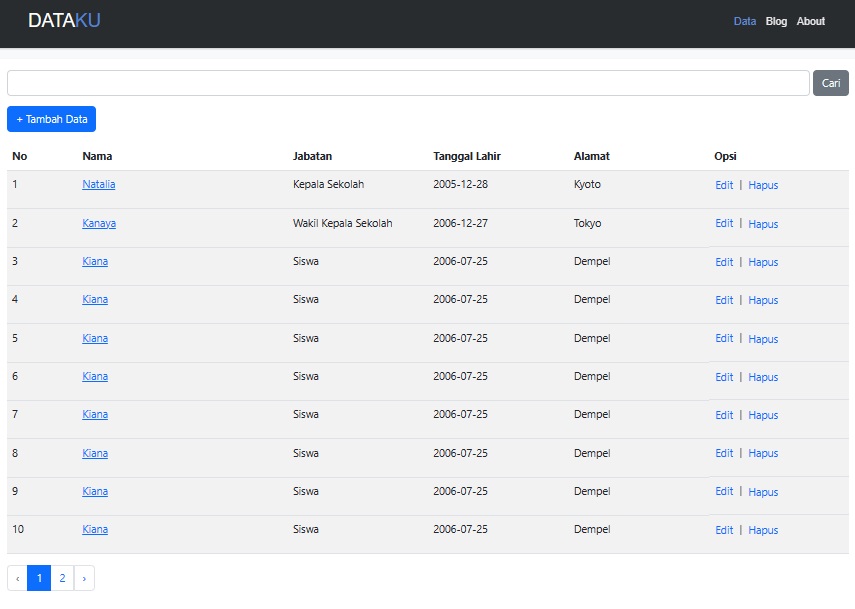 DATAKU Data Blog About
Cari
+ Tambah Data
No Nama Jabatan Tanggal Lahir Alamat Opsi
1 Natalia Kepala Sekolah 2005-12-28 Kyoto Edit | Hapus
2 Kanaya Wakil Kepala Sekolah 2006-12-27 Tokyo Edit | Hapus
3 Kiana Siswa 2006-07-25 Dempel Edit | Hapus
4 Kiana Siswa 2006-07-25 Dempel Edit | Hapus
5 Kiana Siswa 2006-07-25 Dempel Edit | Hapus
6 Kiana Siswa 2006-07-25 Dempel Edit | Hapus
7 Kiana Siswa 2006-07-25 Dempel Edit | Hapus
8 Kiana Siswa 2006-07-25 Dempel Edit | Hapus
9 Kiana Siswa 2006-07-25 Dempel Edit | Hapus
10 Kiana Siswa 2006-07-25 Dempel Edit | Hapus
‹ 1 2 ›